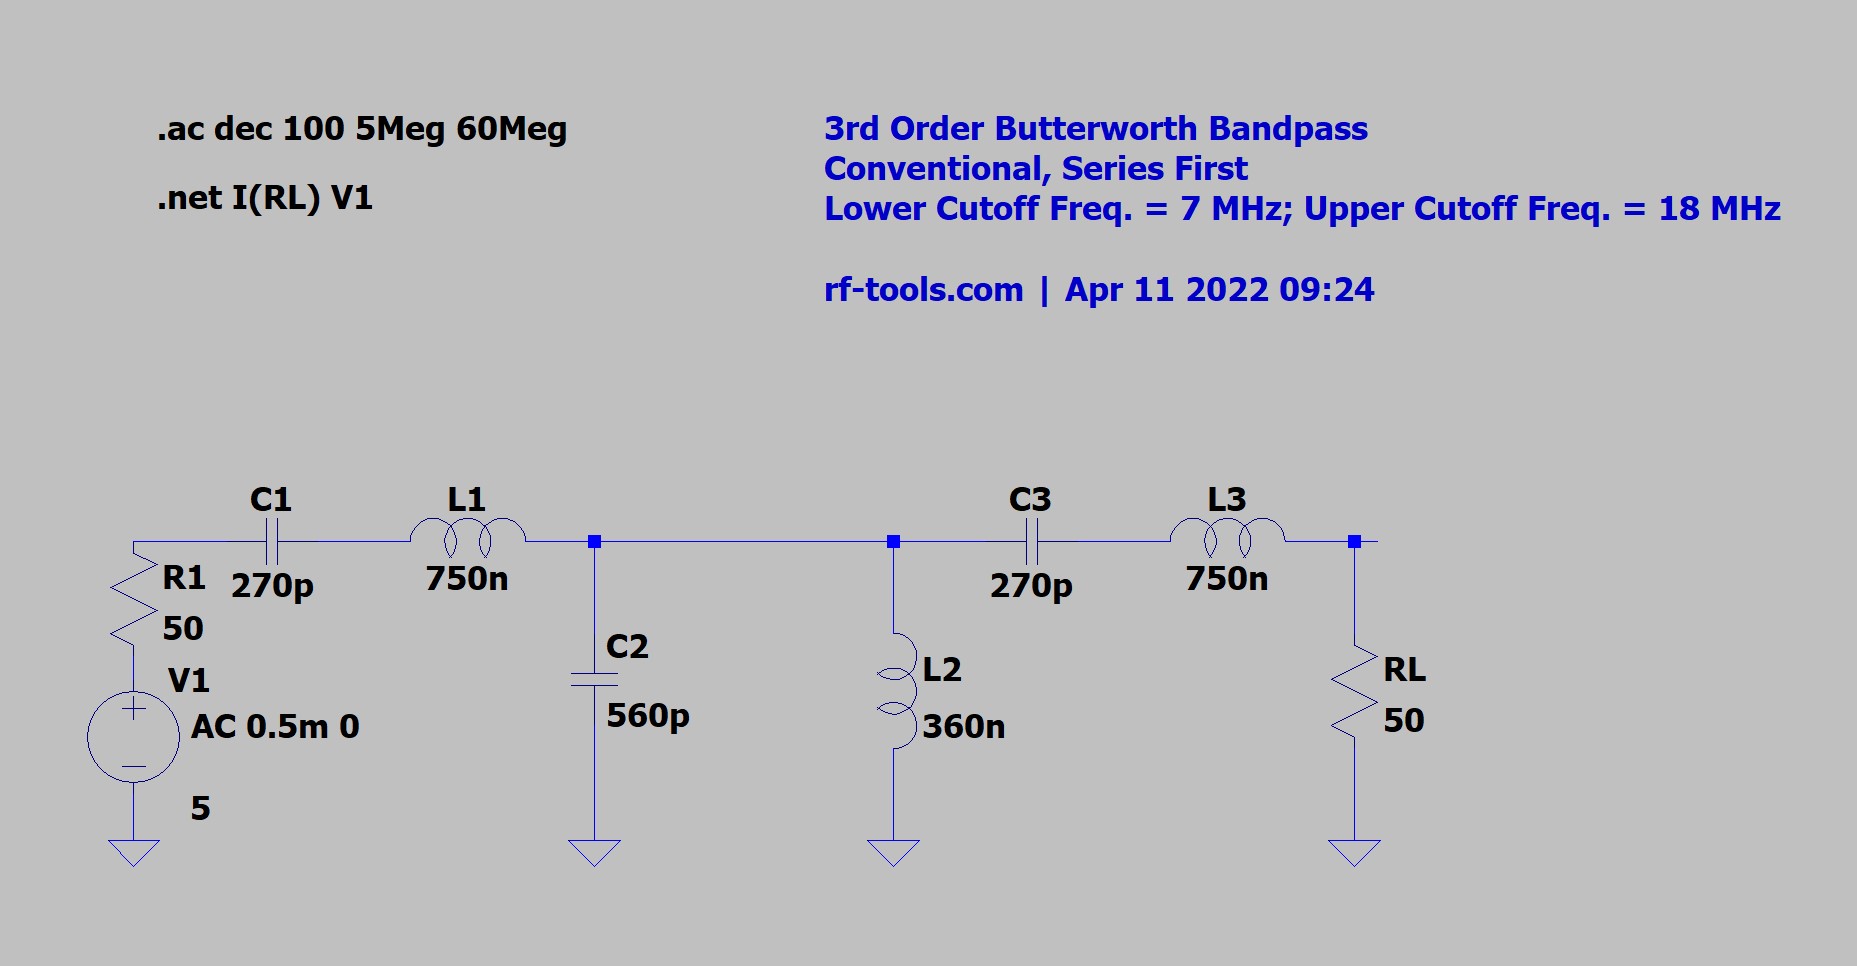 .ac dec 100 5Meg 60Meg
.net I(RL) V1
3rd Order Butterworth Bandpass
Conventional, Series First
Lower Cutoff Freq. = 7 MHz; Upper Cutoff Freq. = 18 MHz
rf-tools.com | Apr 11 2022 09:24
C1
270p
L1
750n
C3
270p
L3
750n
R1
50
V1
AC 0.5m 0
5
C2
560p
L2
360n
RL
50